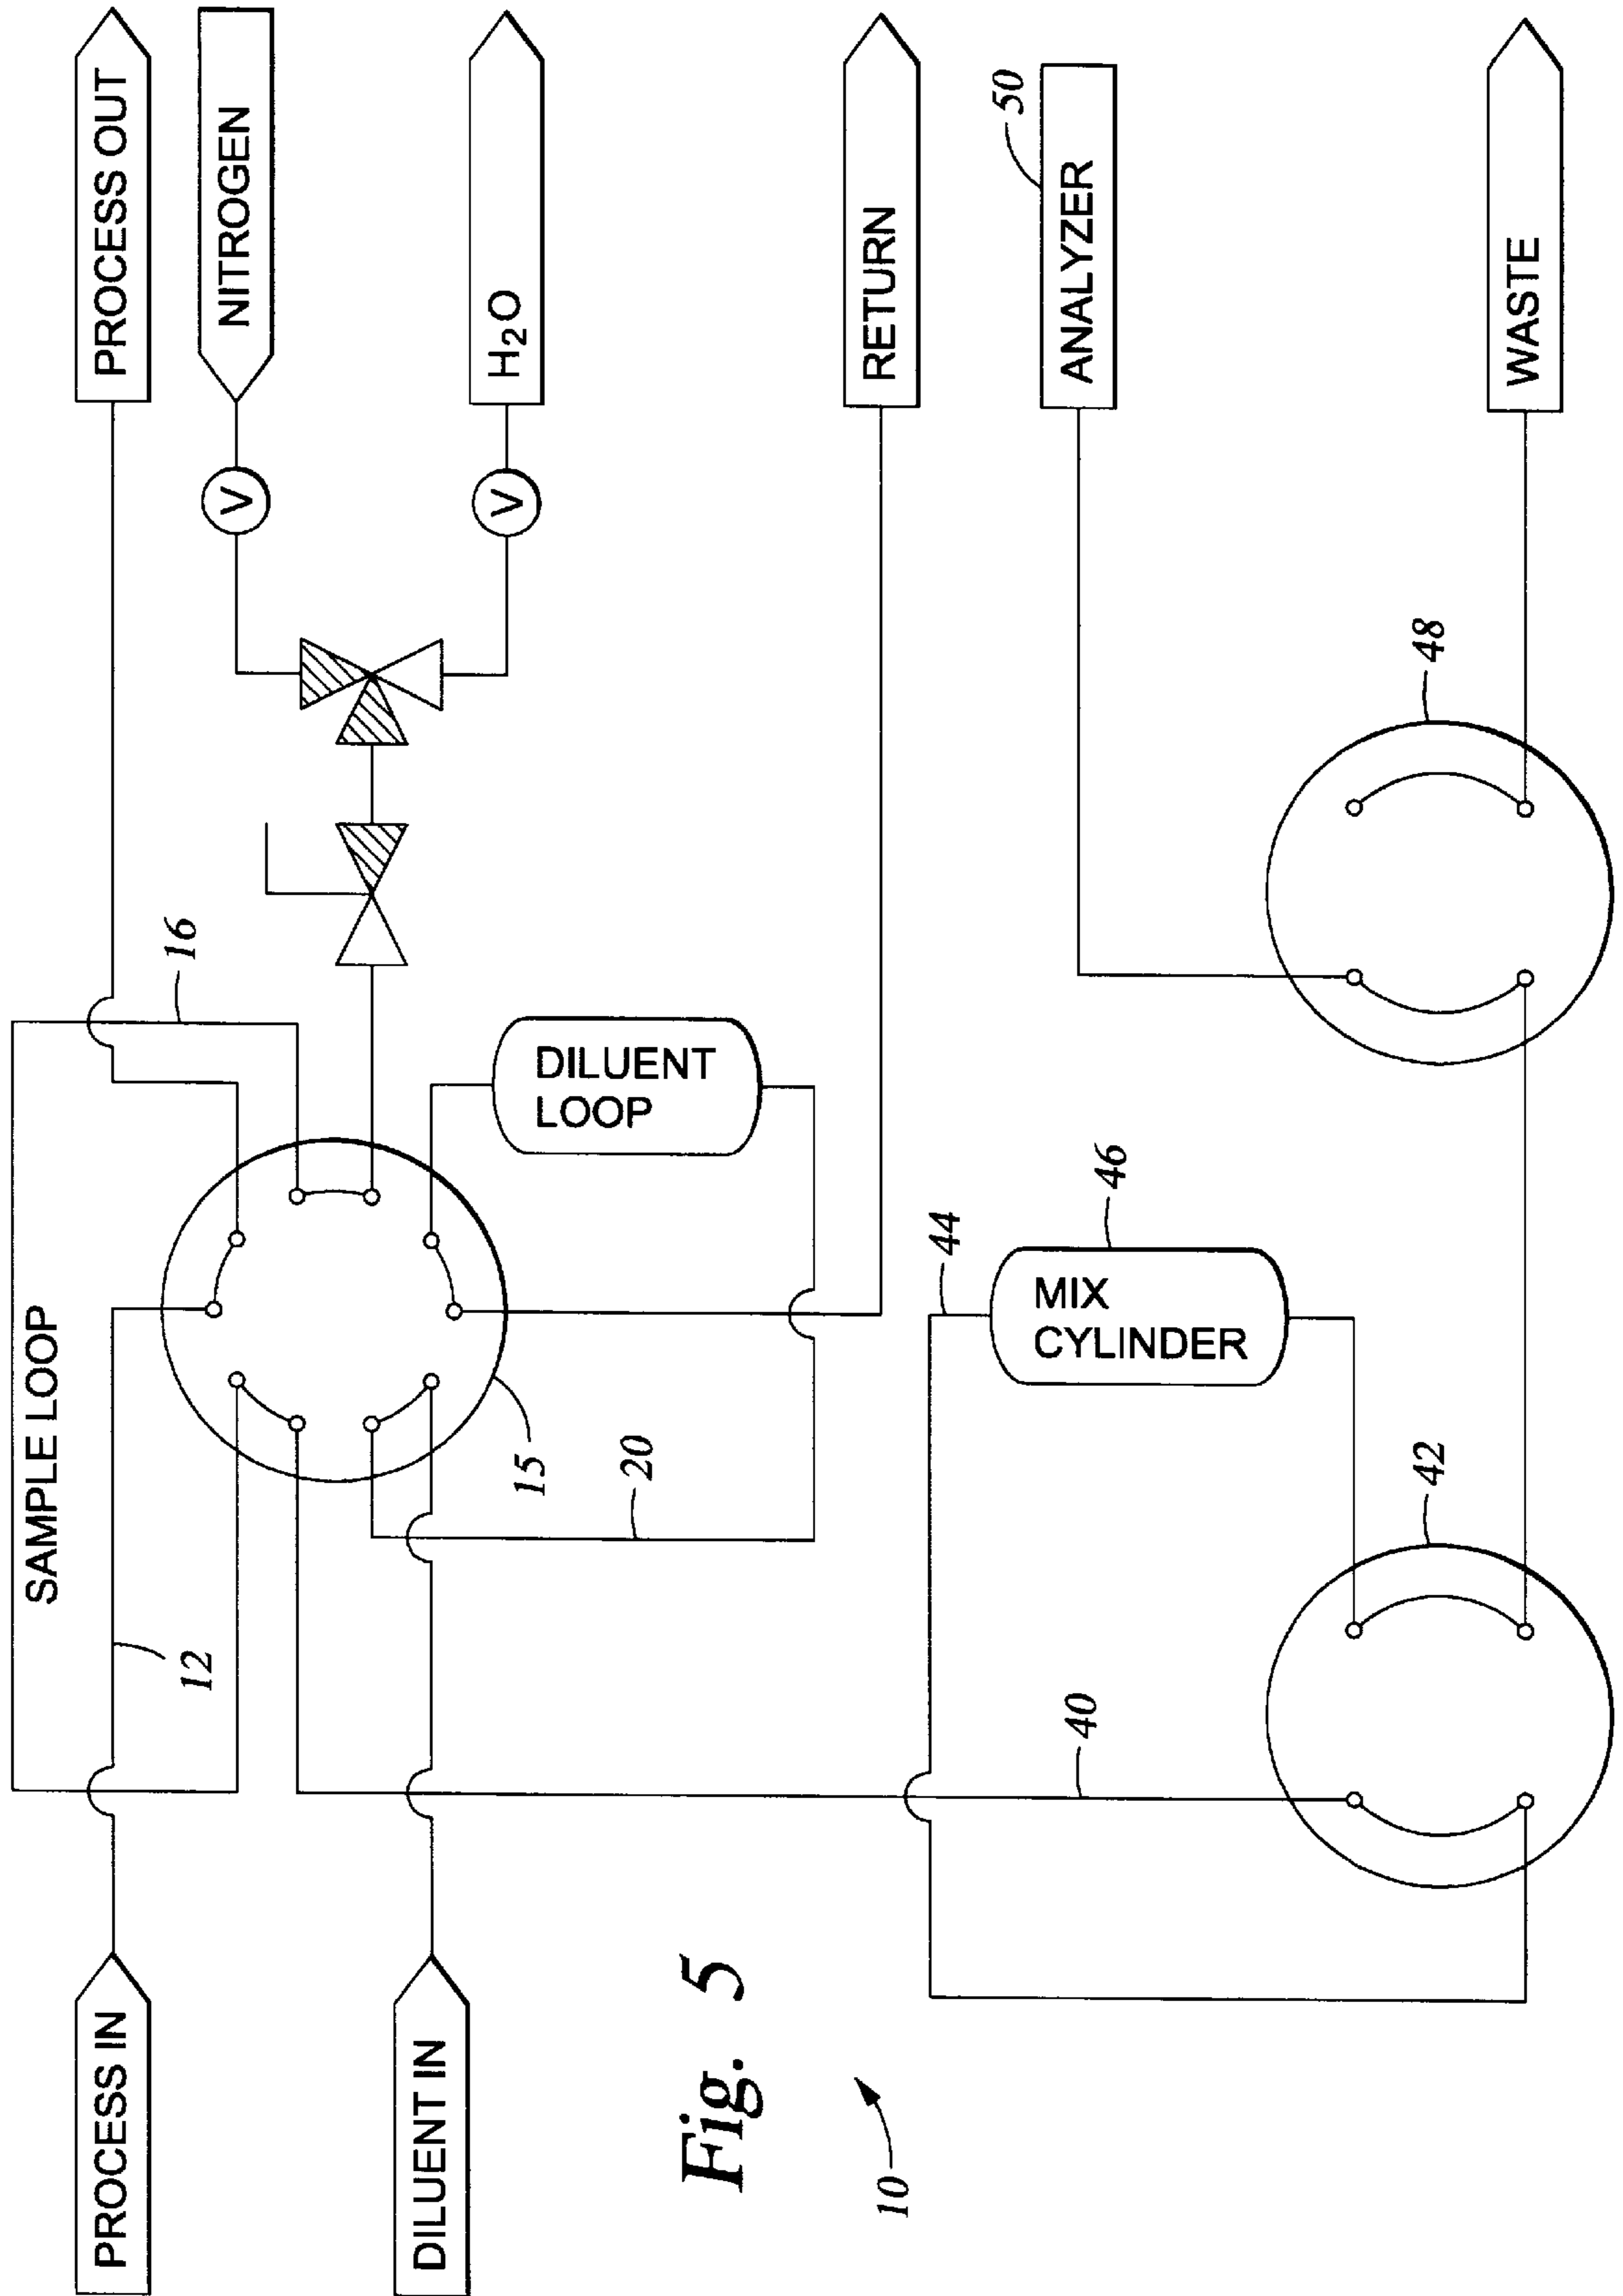 PROCESS IN
DILUENT IN
SAMPLE LOOP
12
16
15
20
DILUENT
LOOP
PROCESS OUT
NITROGEN
V
V
H₂O
RETURN
ANALYZER
50
WASTE
40
42
44
46
MIX
CYLINDER
48
10
Fig. 5